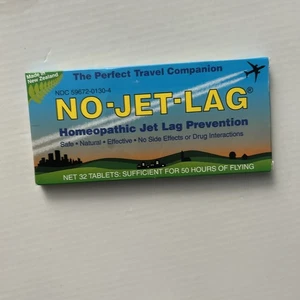 Made in
New Zealand
The Perfect Travel Companion
NDC 59672-0130-4
NO-JET-LAG®
Homeopathic Jet Lag Prevention
Safe • Natural • Effective • No Side Effects or Drug Interactions
NET 32 TABLETS: SUFFICIENT FOR 50 HOURS OF FLYING